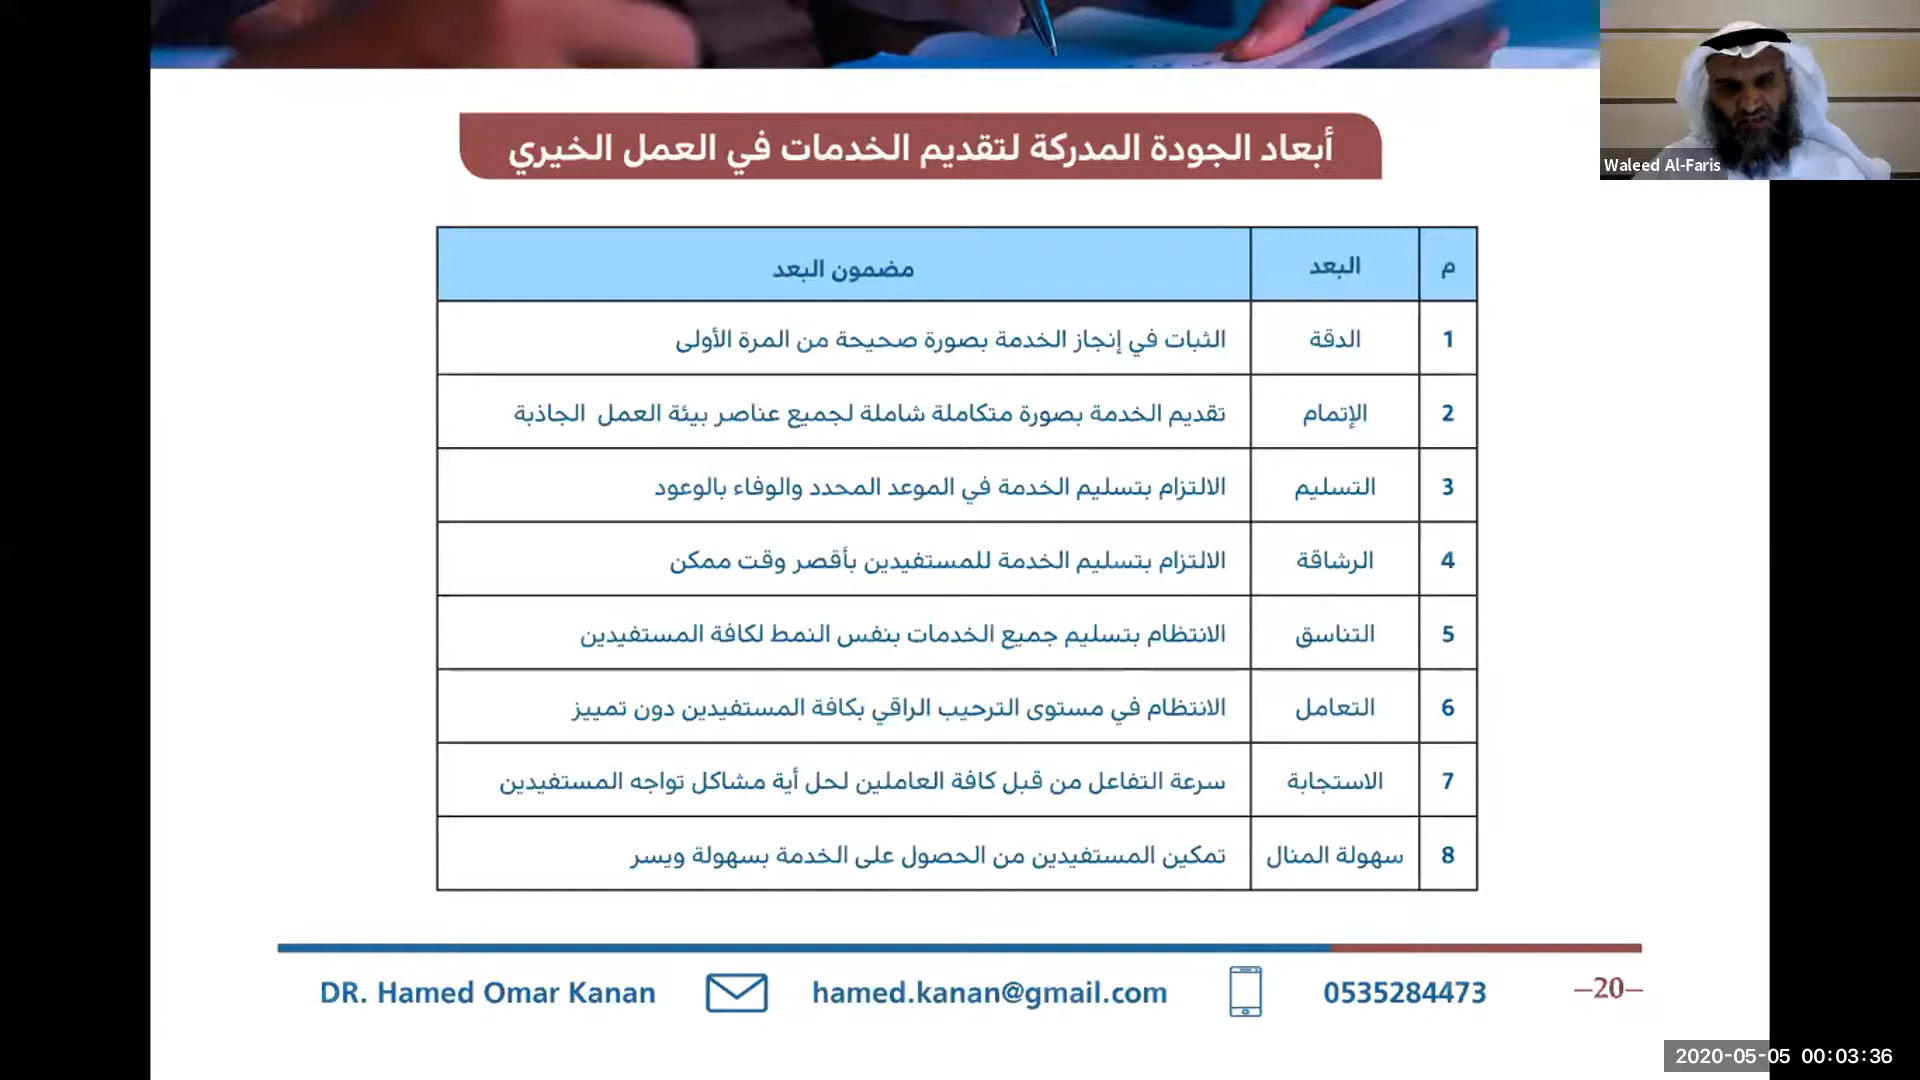 Waleed Al-Faris
أبعاد الجودة المدركة لتقديم الخدمات في العمل الخيري
م البعد مضمون البعد
1 الدقة الثبات في إنجاز الخدمة بصورة صحيحة من المرة الأولى
2 الإتمام تقديم الخدمة بصورة متكاملة شاملة لجميع عناصر بيئة العمل الجاذبة
3 التسليم الالتزام بتسليم الخدمة في الموعد المحدد والوفاء بالوعود
4 الرشاقة الالتزام بتسليم الخدمة للمستفيدين بأقصر وقت ممكن
5 التناسق الانتظام بتسليم جميع الخدمات بنفس النمط لكافة المستفيدين
6 التعامل الانتظام في مستوى الترحيب الراقي بكافة المستفيدين دون تمييز
7 الاستجابة سرعة التفاعل من قبل كافة العاملين لحل أية مشاكل تواجه المستفيدين
8 سهولة المنال تمكين المستفيدين من الحصول على الخدمة بسهولة ويسر
DR. Hamed Omar Kanan hamed.kanan@gmail.com 0535284473 –20–
2020-05-05 00:03:36